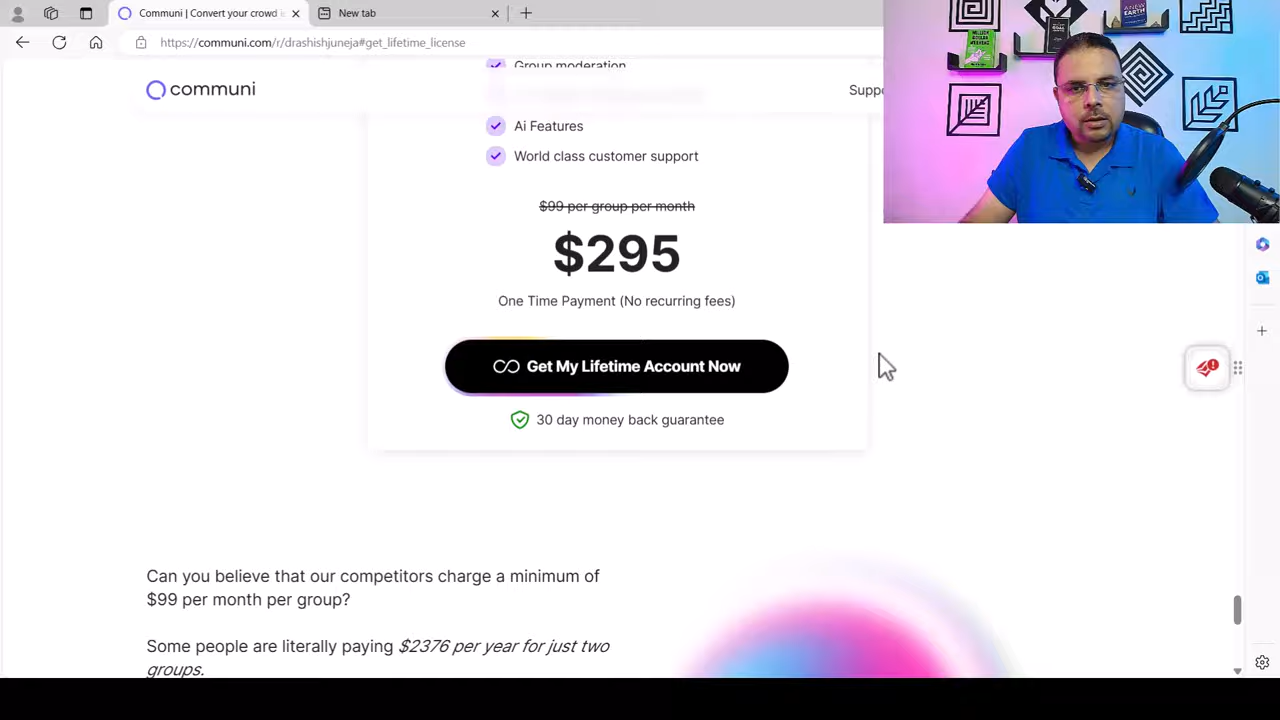 Communi | Convert your crowd
New tab
https://communi.com/r/drashishjuneja#get_lifetime_license
Group moderation
communi
Ai Features
World class customer support
$99 per group per month
$295
One Time Payment (No recurring fees)
Get My Lifetime Account Now
30 day money back guarantee
Can you believe that our competitors charge a minimum of
$99 per month per group?
Some people are literally paying $2376 per year for just two
groups.
A NEW
EARTH